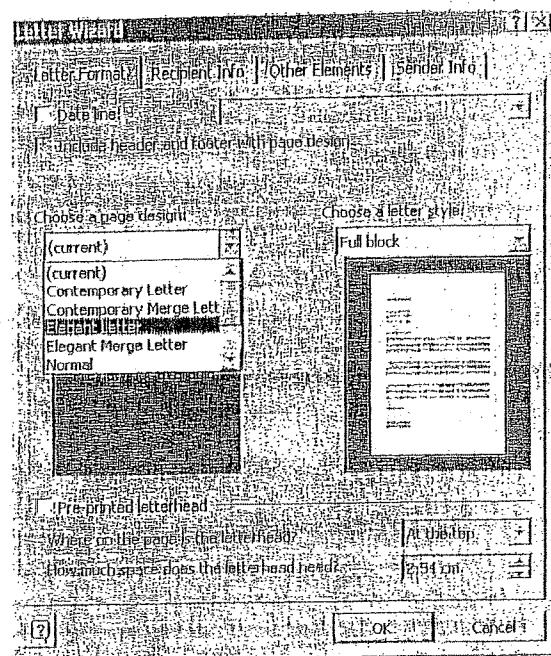 Letter Wizard
Letter Format Recipient Info Other Elements Sender Info
Date line
Include header and footer with page design
Choose a page design: Choose a letter style:
(current) Full block
(current)
Contemporary Letter
Contemporary Merge Lett
Elegant Letter
Elegant Merge Letter
Normal
Pre-printed letterhead
Where on the page is the letterhead? At the top
How much space does the letterhead need? 2,54 cm
? OK Cancel